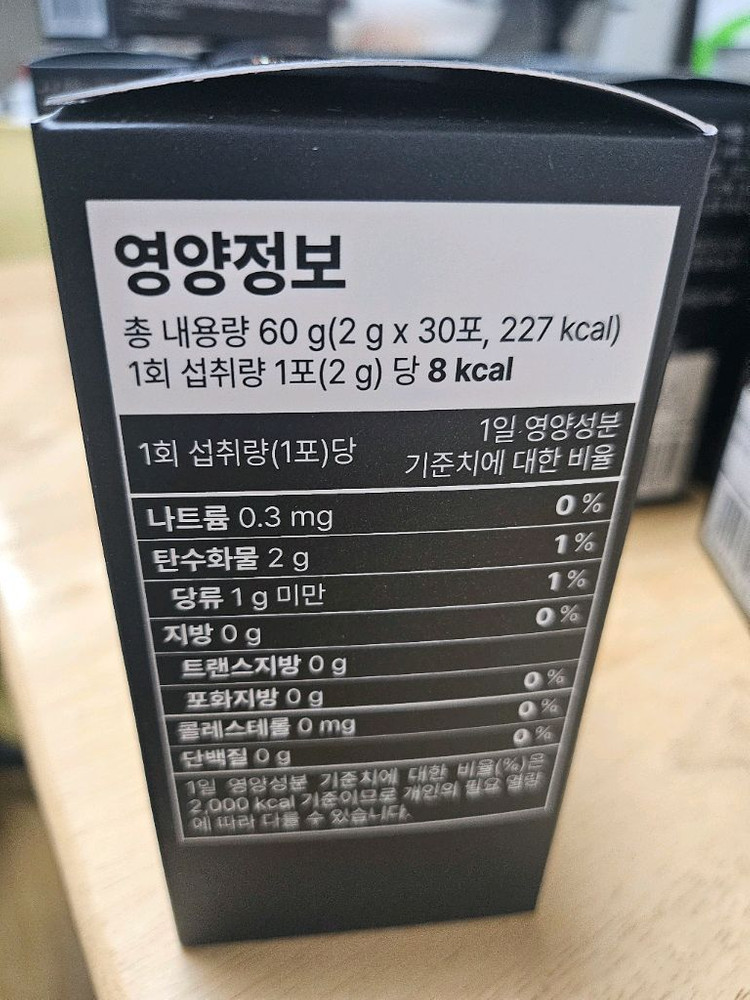 영양정보
총 내용량 60 g(2 g x 30포, 227 kcal)
1회 섭취량 1포(2 g) 당 8 kcal
1회 섭취량(1포)당 1일 영양성분 기준치에 대한 비율
나트륨 0.3 mg 0 %
탄수화물 2 g 1 %
당류 1 g 미만 1 %
지방 0 g 0 %
트랜스지방 0 g
포화지방 0 g 0 %
콜레스테롤 0 mg 0 %
단백질 0 g 0 %
1일 영양성분 기준치에 대한 비율(%)은
2,000 kcal 기준이므로 개인의 필요 열량
에 따라 다를 수 있습니다.